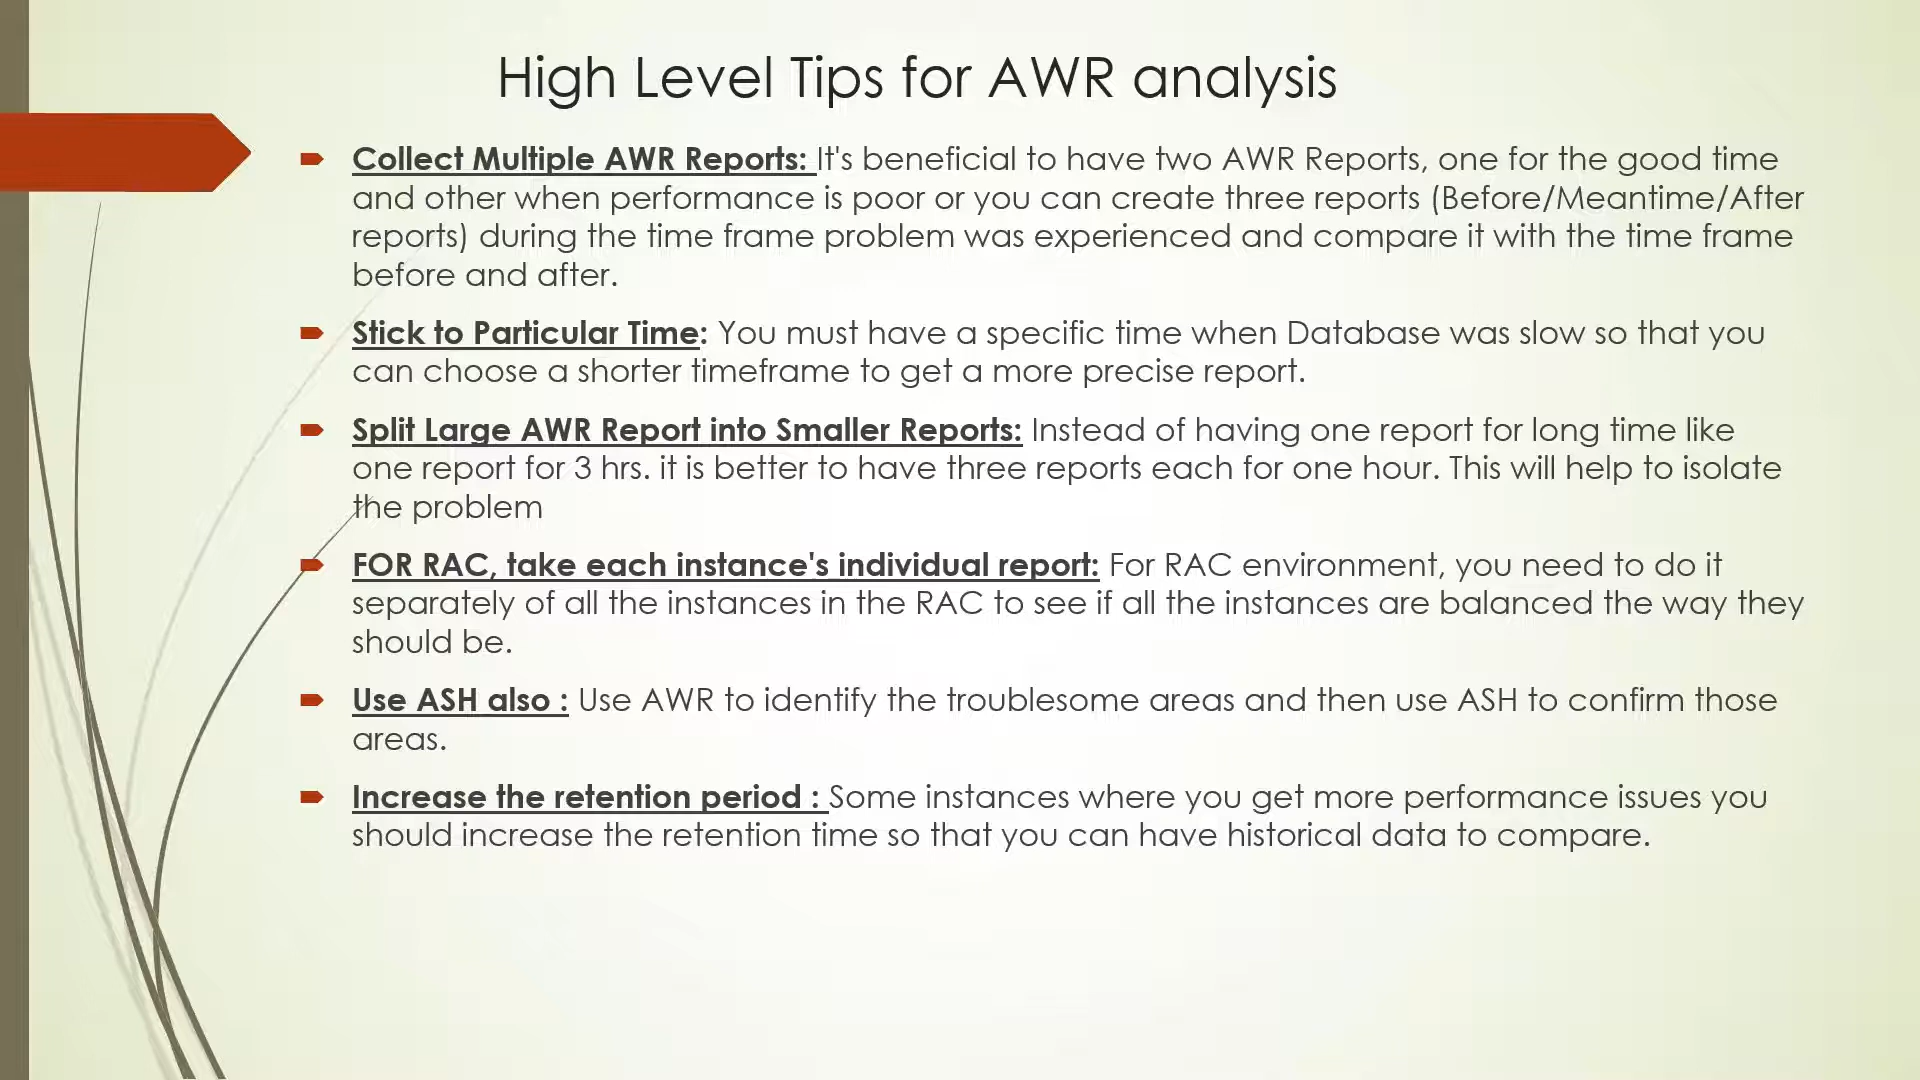 High Level Tips for AWR analysis
Collect Multiple AWR Reports: It's beneficial to have two AWR Reports, one for the good time
and other when performance is poor or you can create three reports (Before/Meantime/After
reports) during the time frame problem was experienced and compare it with the time frame
before and after.
Stick to Particular Time: You must have a specific time when Database was slow so that you
can choose a shorter timeframe to get a more precise report.
Split Large AWR Report into Smaller Reports: Instead of having one report for long time like
one report for 3 hrs. it is better to have three reports each for one hour. This will help to isolate
the problem
FOR RAC, take each instance's individual report: For RAC environment, you need to do it
separately of all the instances in the RAC to see if all the instances are balanced the way they
should be.
Use ASH also : Use AWR to identify the troublesome areas and then use ASH to confirm those
areas.
Increase the retention period : Some instances where you get more performance issues you
should increase the retention time so that you can have historical data to compare.